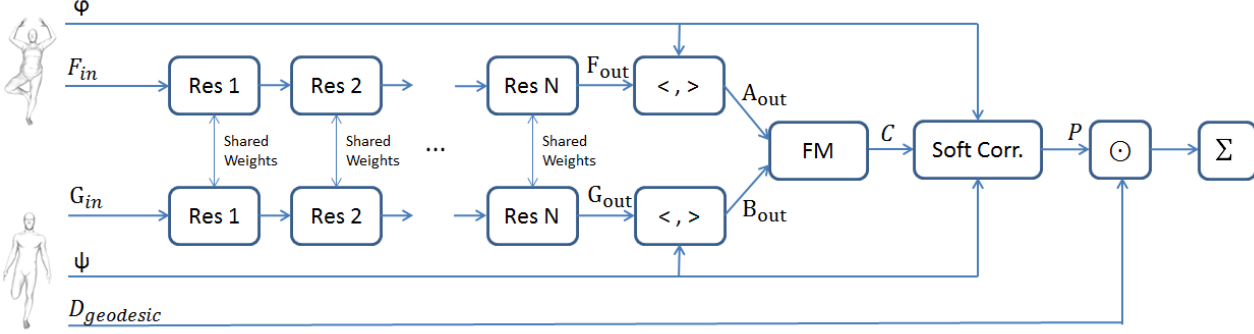 φ
F_in
Res 1
Res 2
Res N
F_out
< , >
A_out
Shared Weights
Shared Weights
...
Shared Weights
FM
C
Soft Corr.
P
⊙
Σ
G_in
Res 1
Res 2
Res N
G_out
< , >
B_out
ψ
D_geodesic